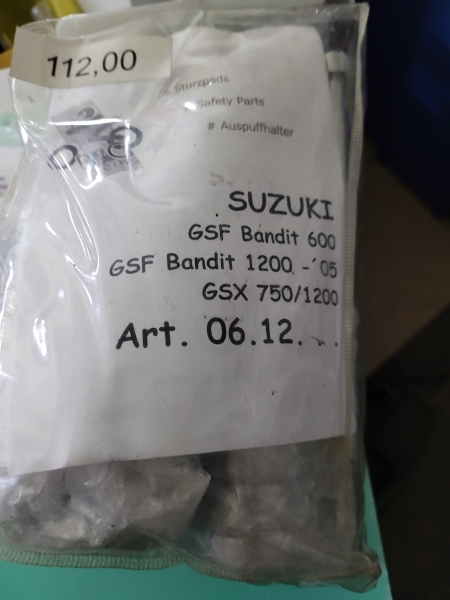 112,00
# Sturzpads
# Safety Parts
# Auspuffhalter
SUZUKI
GSF Bandit 600
GSF Bandit 1200 -´05
GSX 750/1200
Art. 06.12. . .